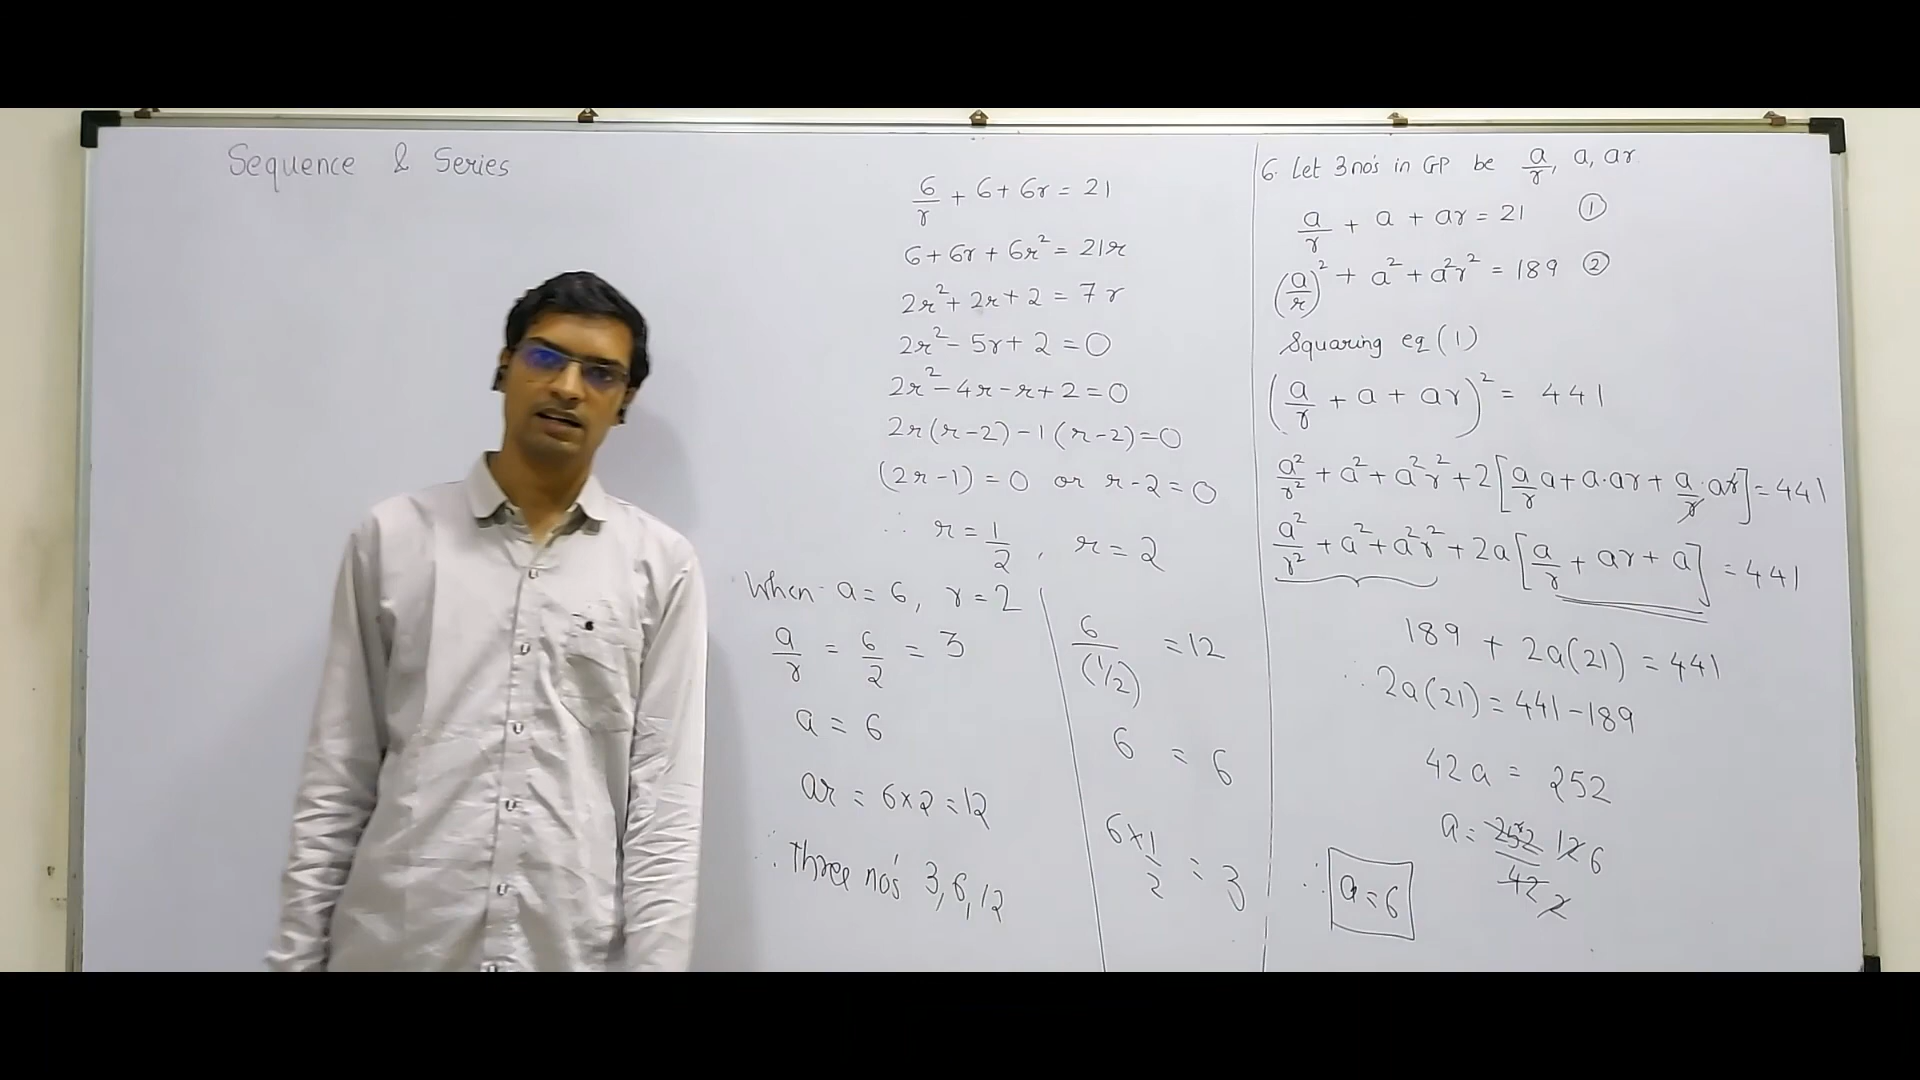 Sequence & Series
6. Let 3 no's in GP be a/r, a, ar
a/r + a + ar = 21 ①
(a/r)² + a² + a²r² = 189 ②
Squaring eq (1)
(a/r + a + ar)² = 441
a²/r² + a² + a²r² + 2[a/r a + a·ar + a/r·ar] = 441
a²/r² + a² + a²r² + 2a[a/r + ar + a] = 441
189 + 2a(21) = 441
∴ 2a(21) = 441 - 189
42a = 252
a = 252/42 12/2 6
∴ a = 6
6/r + 6 + 6r = 21
6 + 6r + 6r² = 21r
2r² + 2r + 2 = 7r
2r² - 5r + 2 = 0
2r² - 4r - r + 2 = 0
2r(r-2) - 1(r-2) = 0
(2r-1) = 0 or r-2 = 0
∴ r = 1/2, r = 2
When a = 6, r = 2
a/r = 6/2 = 3
a = 6
ar = 6×2 = 12
∴ Three no's 3, 6, 12
6/(1/2) = 12
6 = 6
6×1/2 = 3